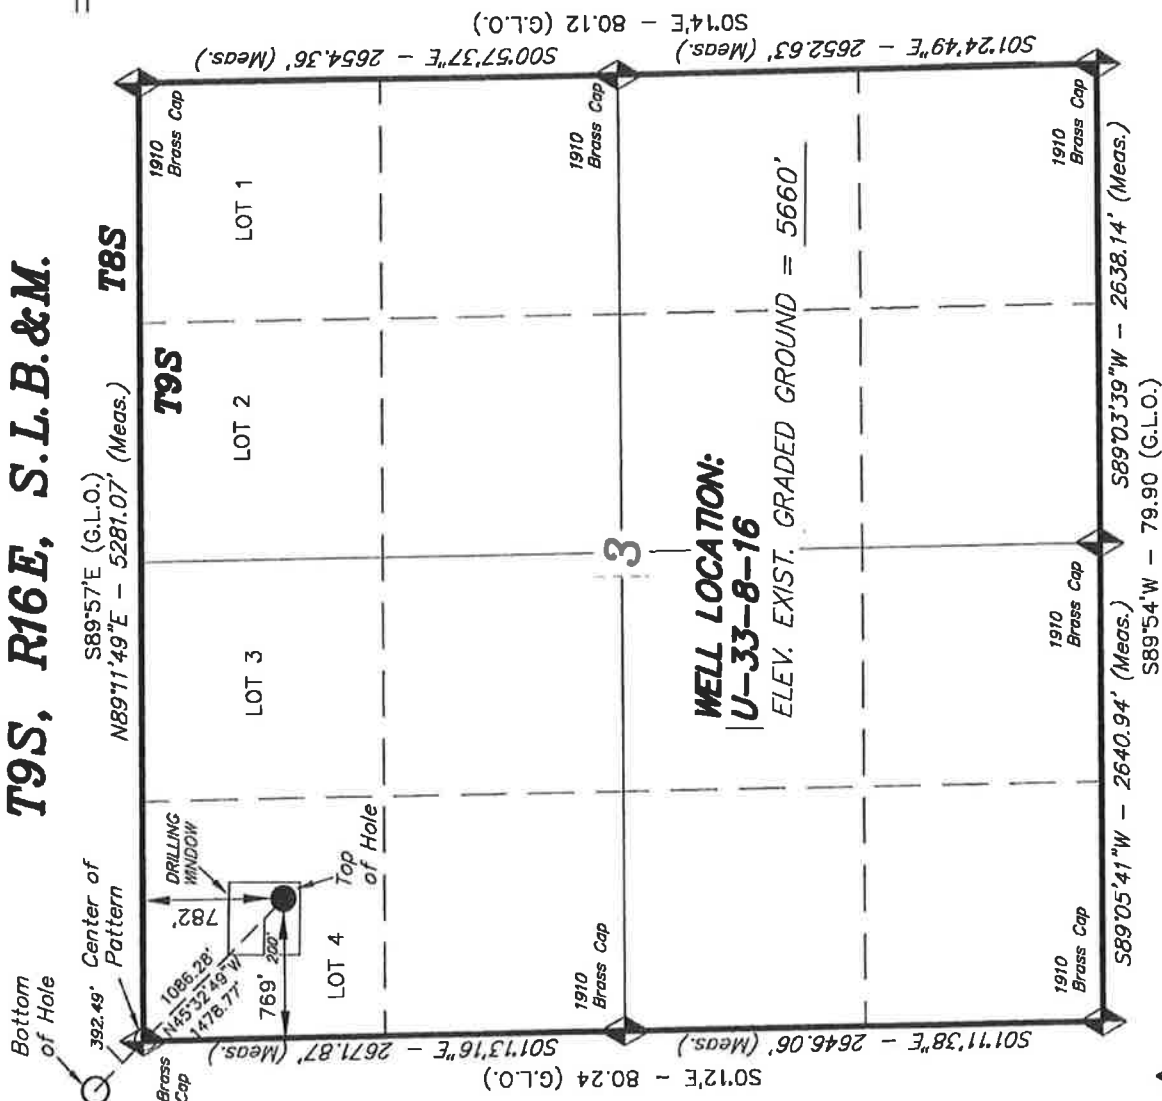 T9S, R16E, S.L.B.&M.
S89°57'E (G.L.O.)
N89°11'49"E – 5281.07' (Meas.)
T8S
T9S
Bottom
of Hole
392.49'
Center of
Pattern
Brass
Cap
1086.28'
N45°32'49"W
1478.77'
DRILLING
WINDOW
782'
769'
200'
Top
of Hole
LOT 4
LOT 3
LOT 2
LOT 1
1910
Brass Cap
S00°57'37"E – 2654.36' (Meas.)
S0°14'E – 80.12 (G.L.O.)
1910
Brass Cap
S01°24'49"E – 2652.63' (Meas.)
1910
Brass Cap
S01°13'16"E – 2671.87' (Meas.)
S0°12'E – 80.24 (G.L.O.)
1910
Brass Cap
S01°11'38"E – 2646.06' (Meas.)
1910
Brass Cap
3
WELL LOCATION:
U–33–8–16
ELEV. EXIST. GRADED GROUND = 5660'
1910
Brass Cap
S89°05'41"W – 2640.94' (Meas.)
S89°03'39"W – 2638.14' (Meas.)
S89°54'W – 79.90 (G.L.O.)